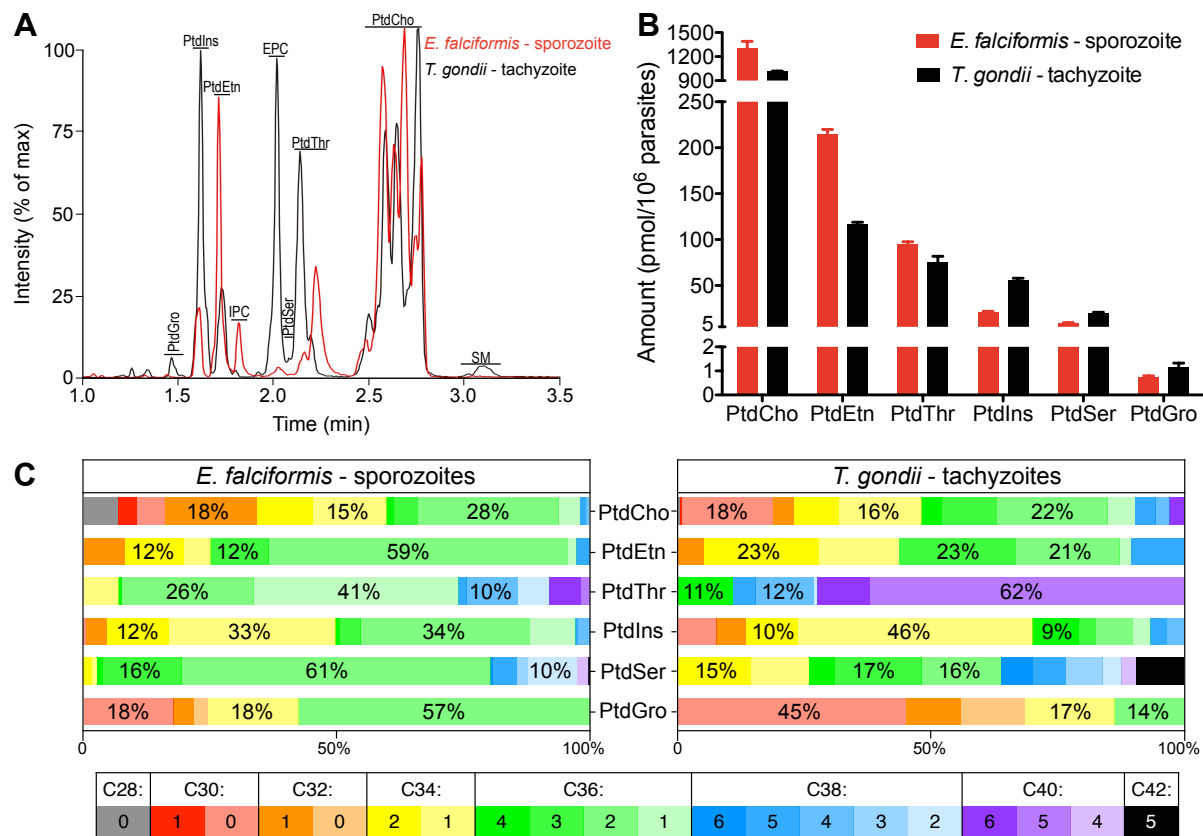 A
PtdCho
PtdIns
EPC
E. falciformis - sporozoite
T. gondii - tachyzoite
PtdEtn
PtdThr
PtdGro
IPC
PtdSer
SM
100
75
50
25
0
Intensity (% of max)
1.0 1.5 2.0 2.5 3.0 3.5
Time (min)
B
E. falciformis - sporozoite
T. gondii - tachyzoite
1500
1300
1100
900
250
200
150
100
50
5
2
1
0
Amount (pmol/10⁶ parasites)
PtdCho PtdEtn PtdThr PtdIns PtdSer PtdGro
C
E. falciformis - sporozoites T. gondii - tachyzoites
18% 15% 28% PtdCho 18% 16% 22%
12% 12% 59% PtdEtn 23% 23% 21%
26% 41% 10% PtdThr 11% 12% 62%
12% 33% 34% PtdIns 10% 46% 9%
16% 61% 10% PtdSer 15% 17% 16%
18% 18% 57% PtdGro 45% 17% 14%
0 50% 100% 0 50% 100%
C28: C30: C32: C34: C36: C38: C40: C42:
0 1 0 1 0 2 1 4 3 2 1 6 5 4 3 2 6 5 4 5